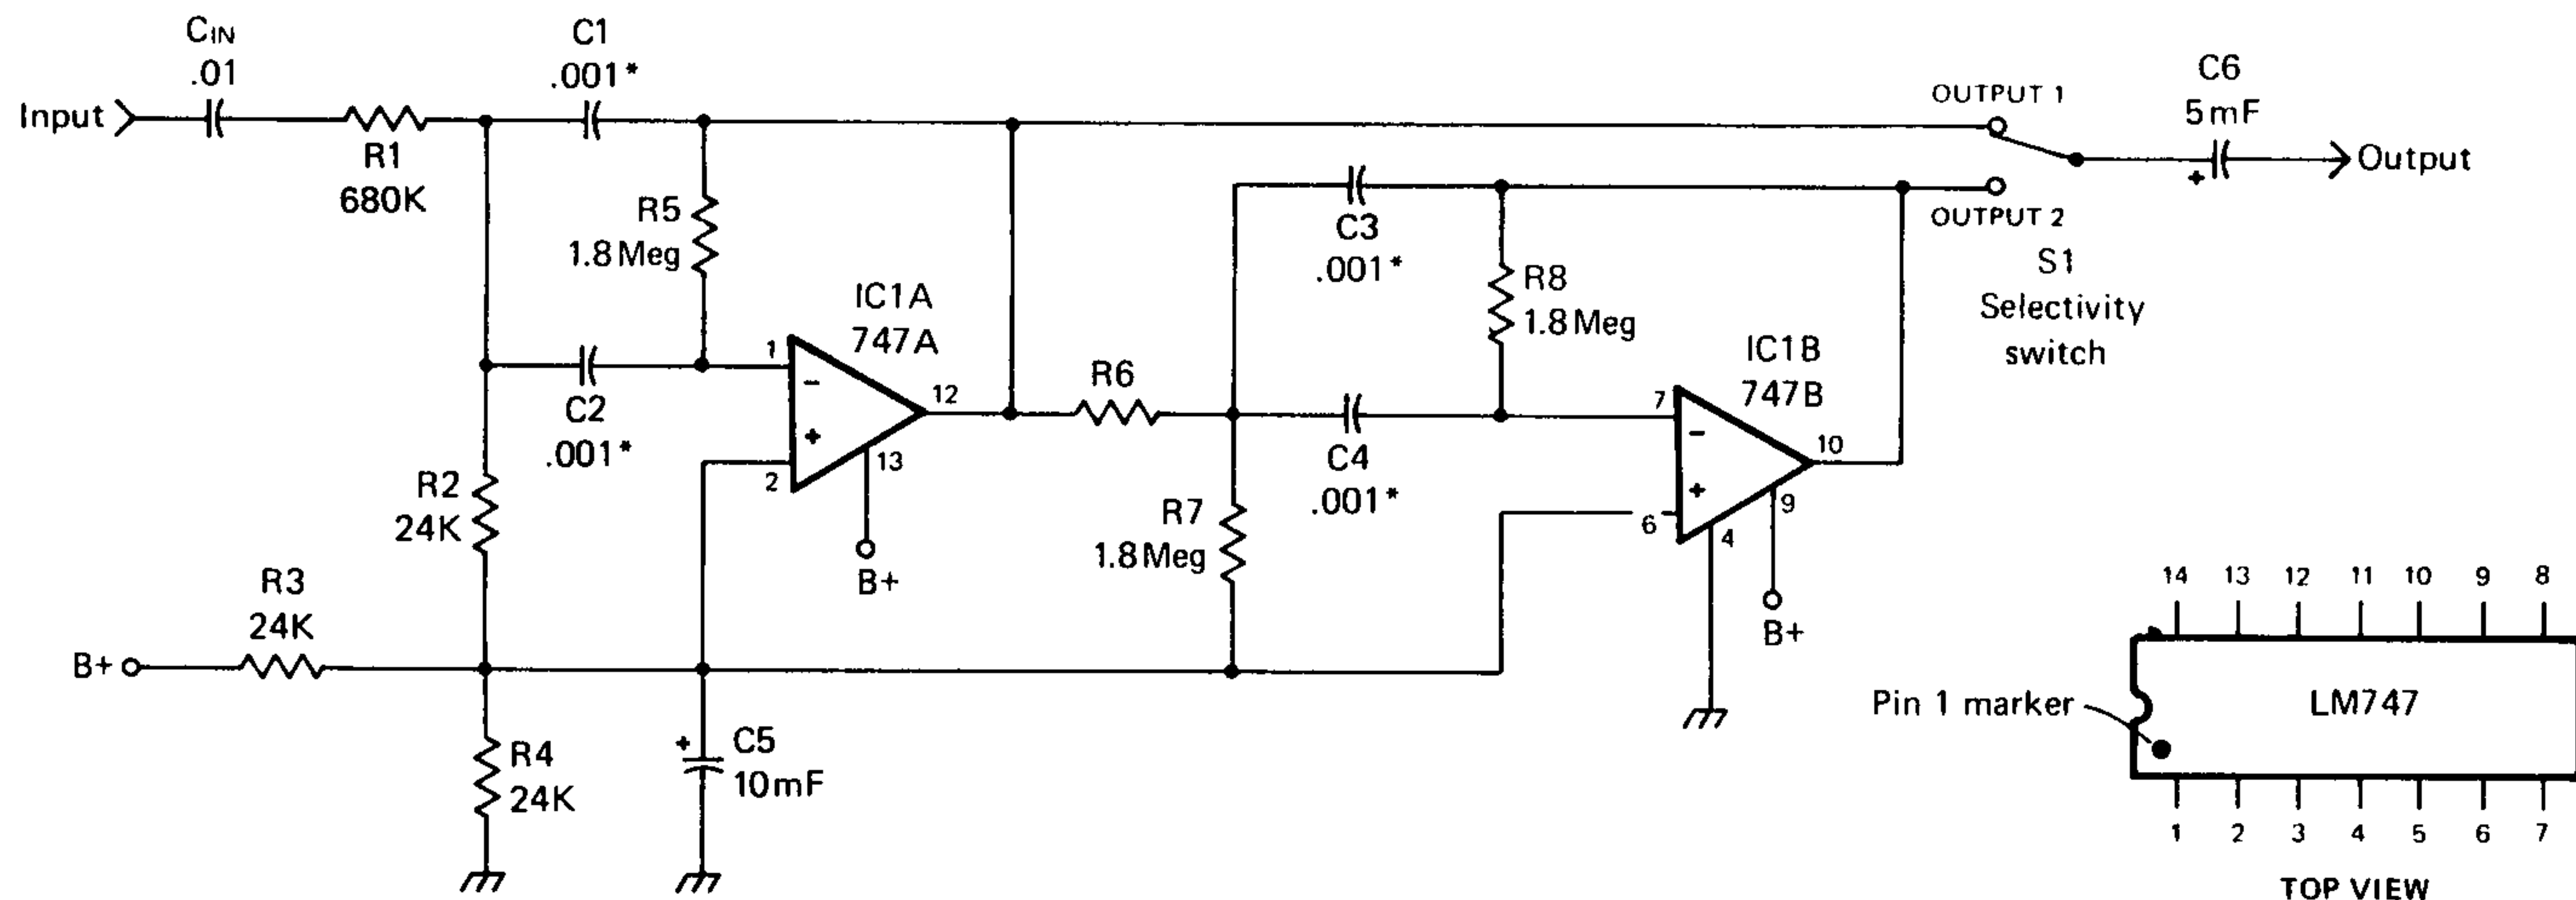 CIN
.01
Input
R1
680K
C1
.001*
R5
1.8 Meg
C2
.001*
IC1A
747A
1
2
12
13
B+
R2
24K
R3
24K
B+
R4
24K
C5
+
10mF
R6
C3
.001*
R8
1.8 Meg
C4
.001*
R7
1.8 Meg
IC1B
747B
7
6
10
9
4
B+
OUTPUT 1
OUTPUT 2
S1
Selectivity
switch
C6
5mF
+
Output
14 13 12 11 10 9 8
LM747
Pin 1 marker
1 2 3 4 5 6 7
TOP VIEW